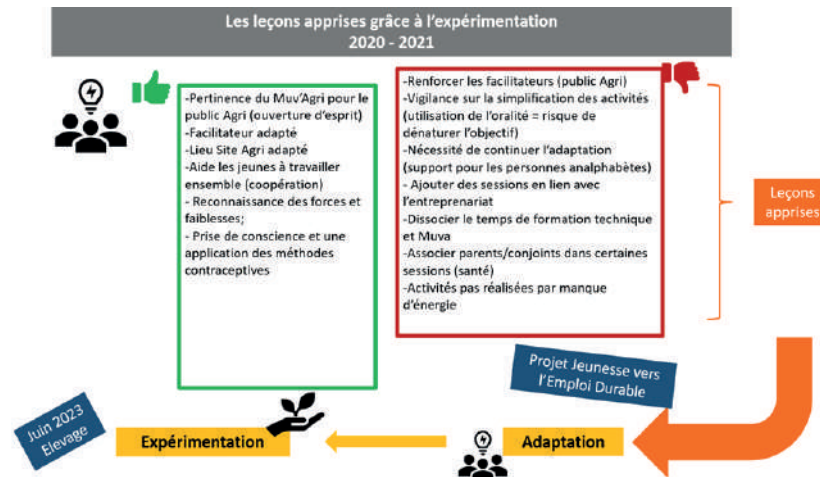 Les leçons apprises grâce à l'expérimentation
2020 - 2021
-Pertinence du Muv'Agri pour le
public Agri (ouverture d'esprit)
-Facilitateur adapté
-Lieu Site Agri adapté
-Aide les jeunes à travailler
ensemble (coopération)
- Reconnaissance des forces et
faiblesses;
- Prise de conscience et une
application des méthodes
contraceptives
-Renforcer les facilitateurs (public Agri)
-Vigilance sur la simplification des activités
(utilisation de l'oralité = risque de
dénaturer l'objectif)
-Nécessité de continuer l'adaptation
(support pour les personnes analphabètes)
- Ajouter des sessions en lien avec
l'entreprenariat
-Dissocier le temps de formation technique
et Muva
-Associer parents/conjoints dans certaines
sessions (santé)
-Activités pas réalisées par manque
d'énergie
Leçons
apprises
Projet Jeunesse vers
l'Emploi Durable
Juin 2023
Elevage
Expérimentation
Adaptation